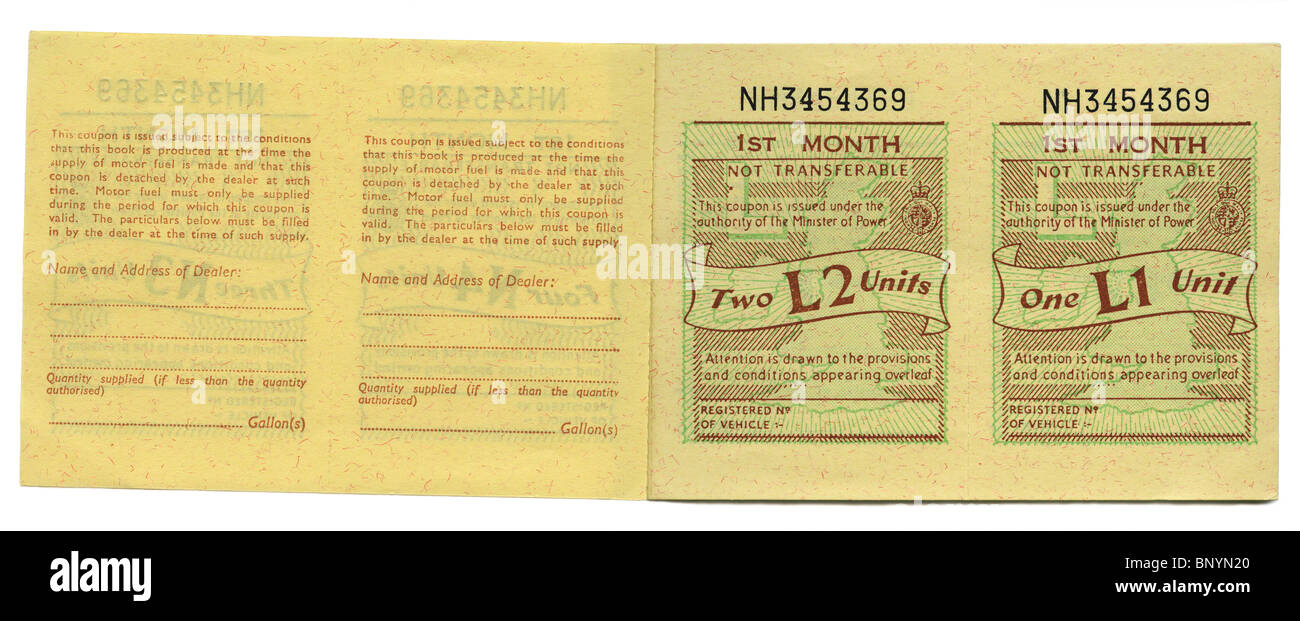 This coupon is issued subject to the conditions
that this book is produced at the time the
supply of motor fuel is made and that this
coupon is detached by the dealer at such
time. Motor fuel must only be supplied
during the period for which this coupon is
valid. The particulars below must be filled
in by the dealer at the time of such supply.
Name and Address of Dealer:
Quantity supplied (if less than the quantity
authorised)
Gallon(s)
This coupon is issued subject to the conditions
that this book is produced at the time the
supply of motor fuel is made and that this
coupon is detached by the dealer at such
time. Motor fuel must only be supplied
during the period for which this coupon is
valid. The particulars below must be filled
in by the dealer at the time of such supply
Name and Address of Dealer:
Quantity supplied (if less than the quantity
authorised)
Gallon(s)
NH3454369
1ST MONTH
NOT TRANSFERABLE
This coupon is issued under the
authority of the Minister of Power
Two L2 Units
Attention is drawn to the provisions
and conditions appearing overleaf
REGISTERED Nº
OF VEHICLE :-
NH3454369
1ST MONTH
NOT TRANSFERABLE
This coupon is issued under the
authority of the Minister of Power
One L1 Unit
Attention is drawn to the provisions
and conditions appearing overleaf
REGISTERED Nº
OF VEHICLE :-
alamy
Image ID: BNYN20
www.alamy.com